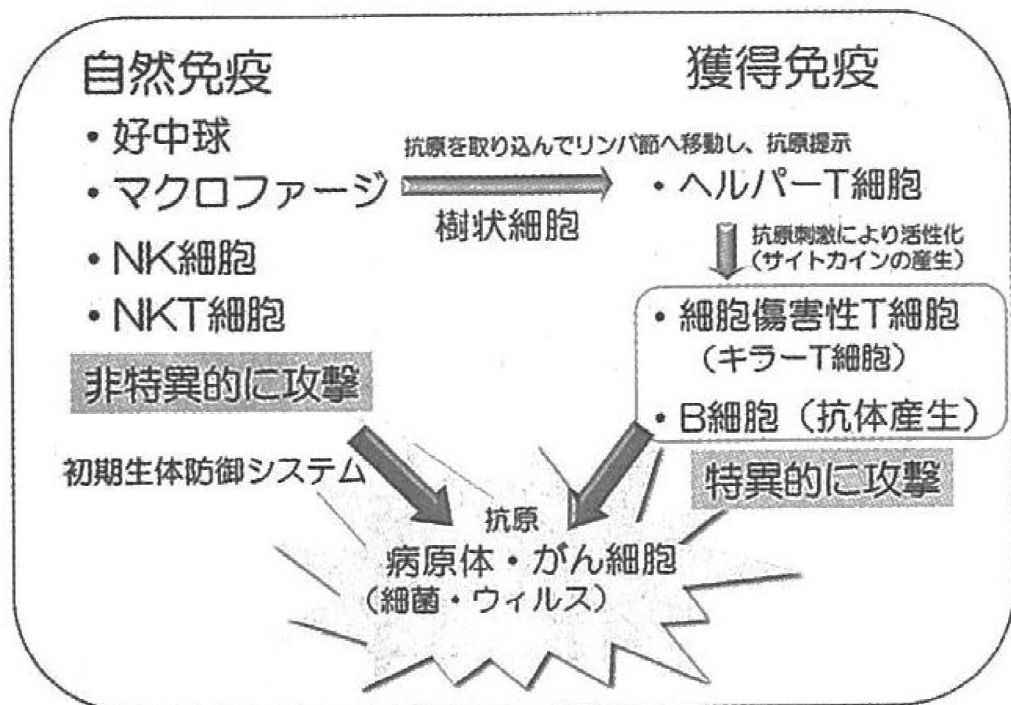 自然免疫
・好中球
・マクロファージ
・NK細胞
・NKT細胞
非特異的に攻撃
初期生体防御システム
抗原を取り込んでリンパ節へ移動し、抗原提示
樹状細胞
獲得免疫
・ヘルパーT細胞
抗原刺激により活性化
（サイトカインの産生）
・細胞傷害性T細胞
（キラーT細胞）
・B細胞（抗体産生）
特異的に攻撃
抗原
病原体・がん細胞
（細菌・ウィルス）